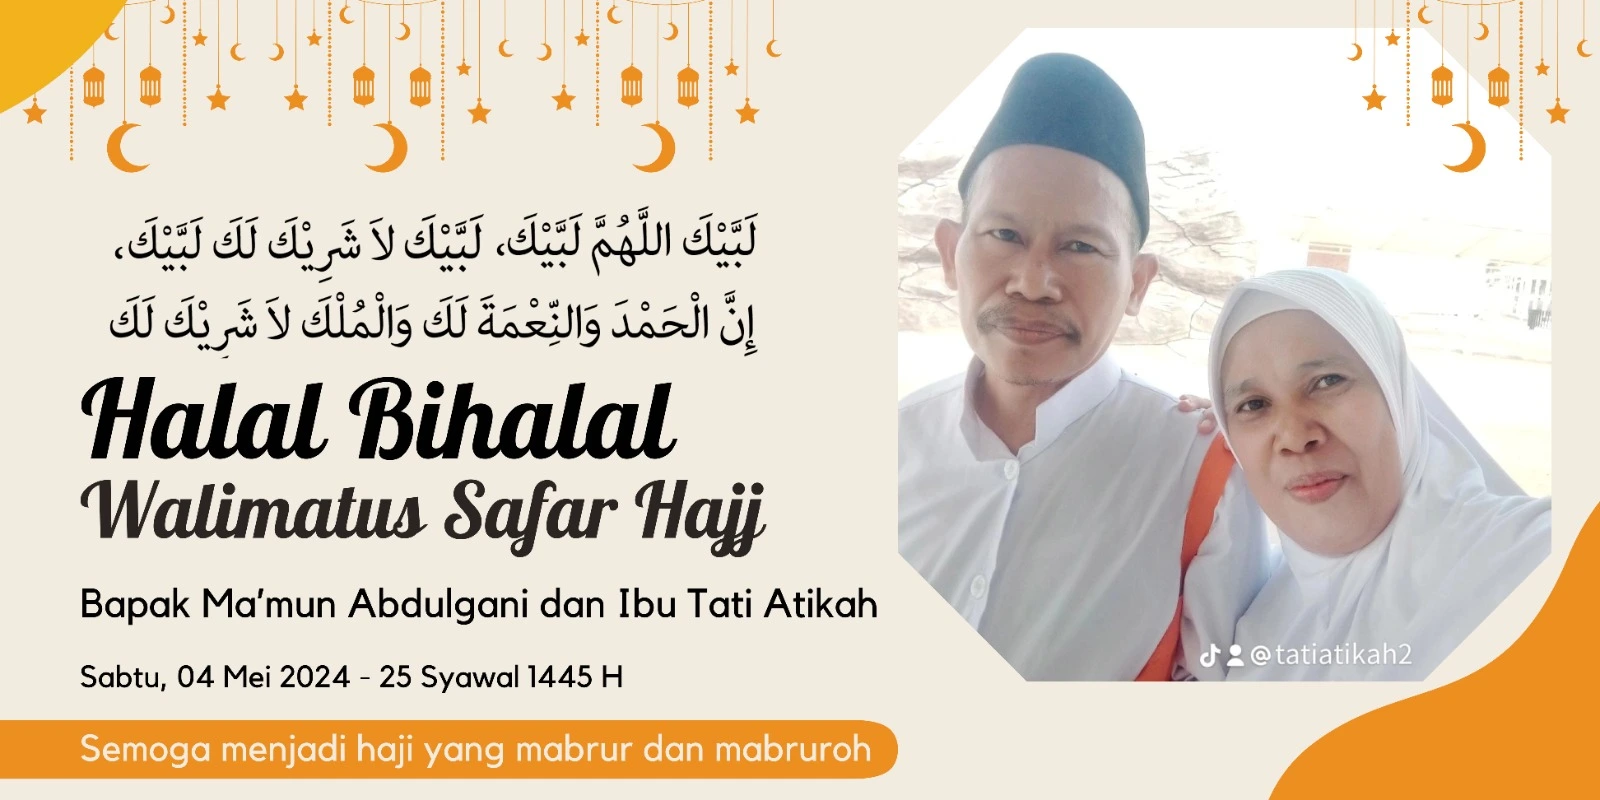 لَبَّيْكَ اللَّهُمَّ لَبَّيْكَ، لَبَّيْكَ لاَ شَرِيْكَ لَكَ لَبَّيْكَ،
إِنَّ الْحَمْدَ وَالنِّعْمَةَ لَكَ وَالْمُلْكَ لاَ شَرِيْكَ لَكَ
Halal Bihalal
Walimatus Safar Hajj
Bapak Ma'mun Abdulgani dan Ibu Tati Atikah
Sabtu, 04 Mei 2024 - 25 Syawal 1445 H
Semoga menjadi haji yang mabrur dan mabruroh
@tatiatikah2